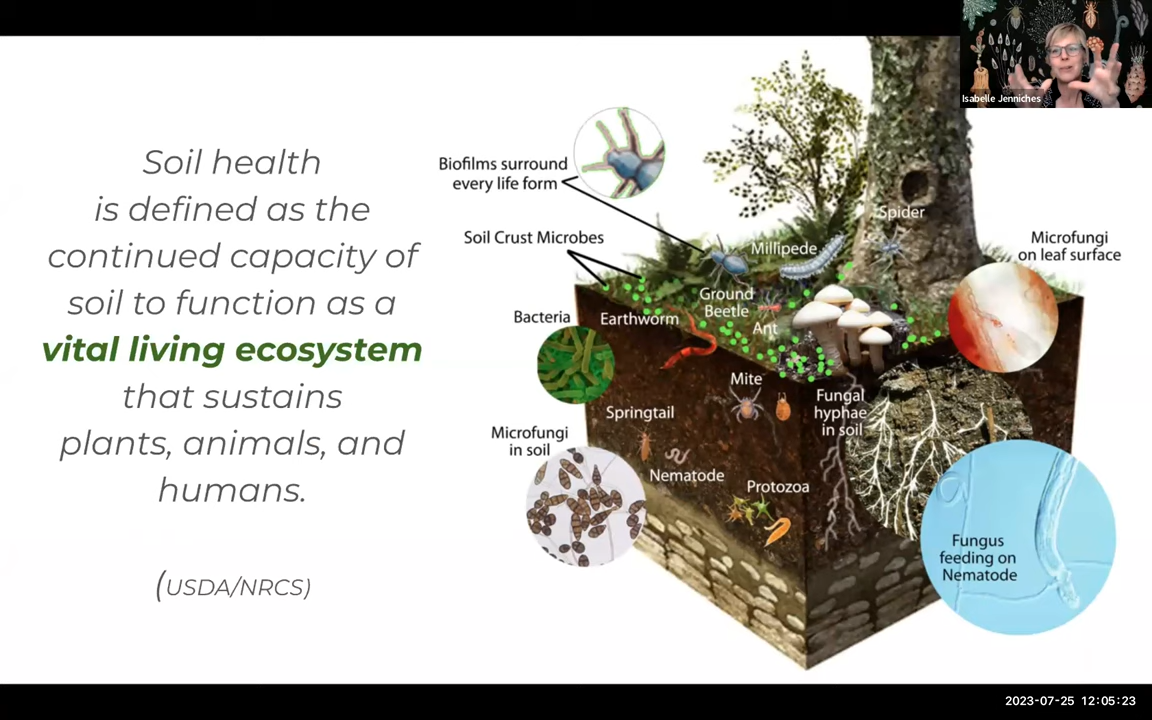 Isabelle Jenniches
Soil health
is defined as the
continued capacity of
soil to function as a
vital living ecosystem
that sustains
plants, animals, and
humans.
(USDA/NRCS)
Biofilms surround
every life form
Soil Crust Microbes
Bacteria
Microfungi
in soil
Spider
Millipede
Ground
Beetle
Earthworm
Ant
Mite
Springtail
Nematode
Protozoa
Fungal
hyphae
in soil
Microfungi
on leaf surface
Fungus
feeding on
Nematode
2023-07-25 12:05:23